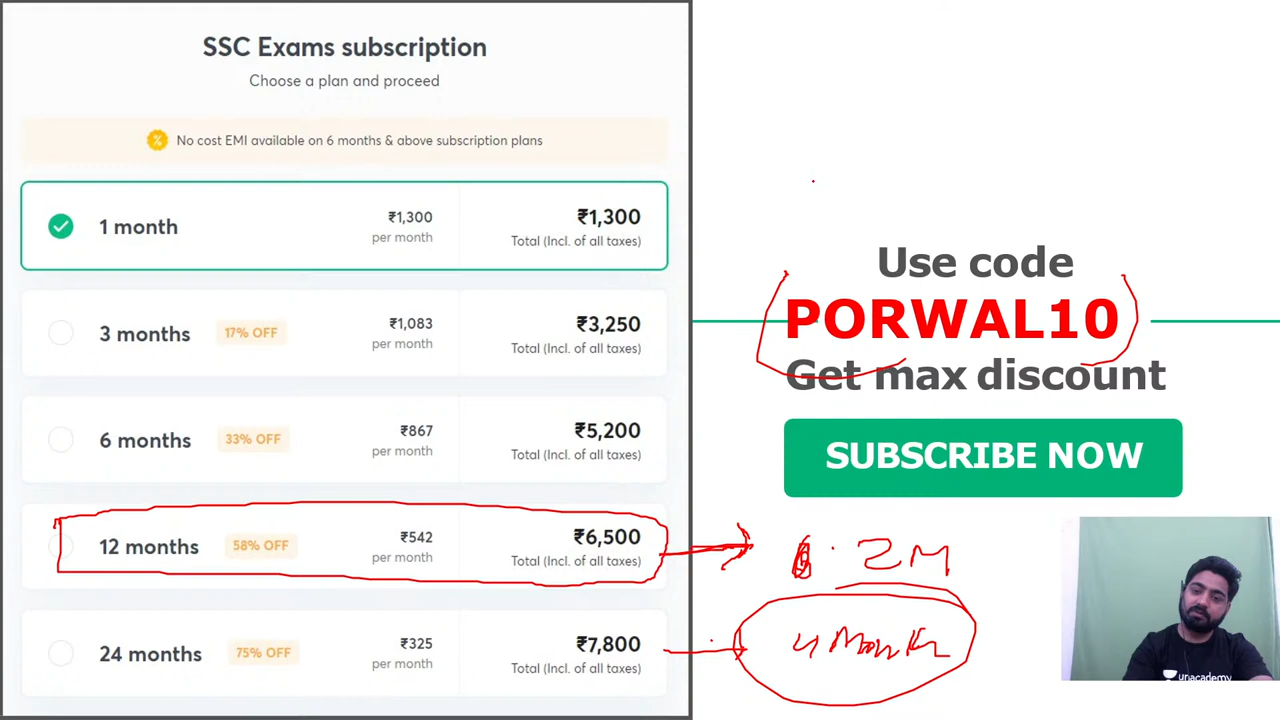 SSC Exams subscription
Choose a plan and proceed
No cost EMI available on 6 months & above subscription plans
1 month
₹1,300
per month
₹1,300
Total (Incl. of all taxes)
3 months 17% OFF
₹1,083
per month
₹3,250
Total (Incl. of all taxes)
6 months 33% OFF
₹867
per month
₹5,200
Total (Incl. of all taxes)
12 months 58% OFF
₹542
per month
₹6,500
Total (Incl. of all taxes)
24 months 75% OFF
₹325
per month
₹7,800
Total (Incl. of all taxes)
Use code
PORWAL10
Get max discount
SUBSCRIBE NOW
2 M
4 Month
unacademy